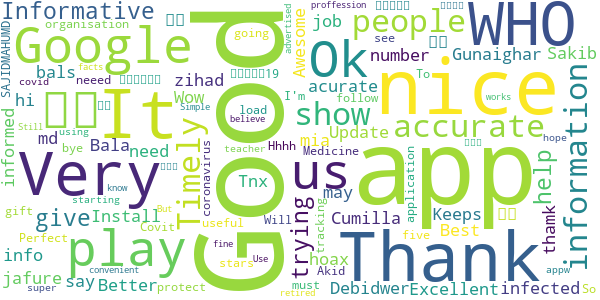 Informative
organisation
going
advertised
proffession
WHO
Google
job
people
see
SAJIDMAHUMD
facts
covid
neeed
Awesome
number
Gunaighar
Sakib
To
bals
zihad
19
I'm
acurate
hi
Wow
load
Ok
follow
It
Good
nice
Still
using
Simple
believe
show
accurate
works
informed
md
bye
teacher
Hhhh
Update
hope
Bala
need
mia
Medicine
Timely
coronavirus
Very
know
Tnx
us
app
help
information
starting
Will
may
application
gift
But
give
Install
useful
trying
tracking
Cumilla
Keeps
Best
thamk
Perfect
Covit
five
info
play
stars
fine
Use
hoax
Thank
jafure
say
protect
must
Akid
appw
super
convenient
Better
retired
Debidwer
Excellent
infected
So